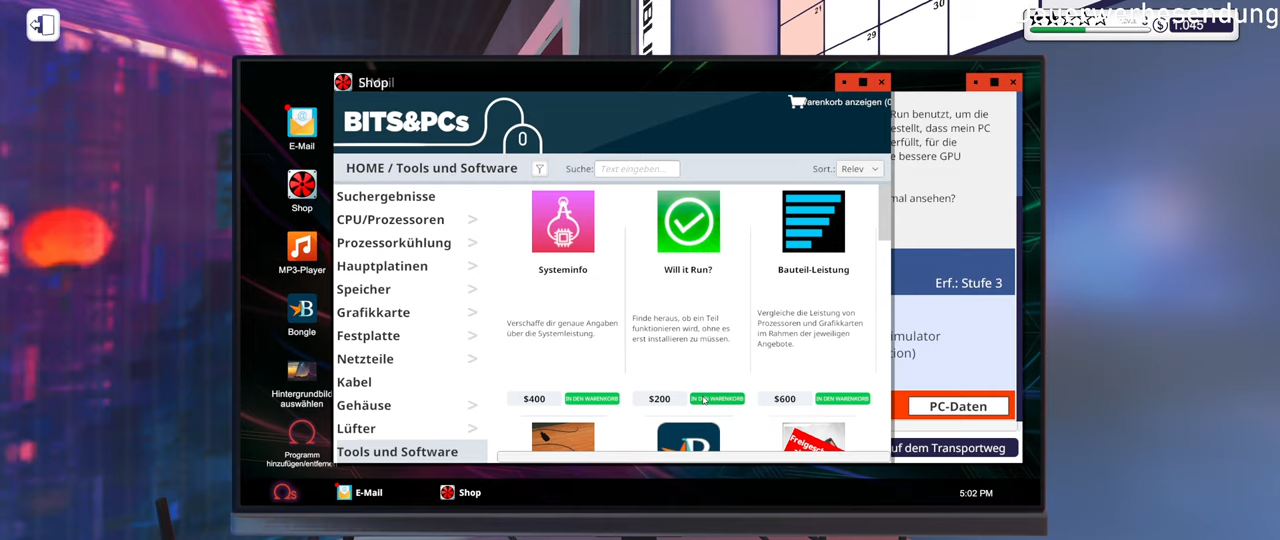 auerwerbesendung
1.045
21
30
29
Shop
E-Mail
Shop
MP3-Player
Bongle
Hintergrundbild
auswählen
Programm
hinzufügen/entfernen
BITS&PCs
arenkorb anzeigen (0
HOME / Tools und Software
Suche:
Text eingeben...
Sort.:
Relev
Suchergebnisse
CPU/Prozessoren >
Prozessorkühlung >
Hauptplatinen >
Speicher >
Grafikkarte >
Festplatte >
Netzteile >
Kabel
Gehäuse >
Lüfter >
Tools und Software
Systeminfo
Verschaffe dir genaue Angaben
über die Systemleistung.
$400
IN DEN WARENKORB
Will it Run?
Finde heraus, ob ein Teil
funktionieren wird, ohne es
erst installieren zu müssen.
$200
IN DEN WARENKORB
Bauteil-Leistung
Vergleiche die Leistung von
Prozessoren und Grafikkarten
im Rahmen der jeweiligen
Angebote.
$600
IN DEN WARENKORB
Run benutzt, um die
estellt, dass mein PC
erfüllt, für die
e bessere GPU
mal ansehen?
Erf.: Stufe 3
imulator
ion)
PC-Daten
uf dem Transportweg
E-Mail
Shop
5:02 PM